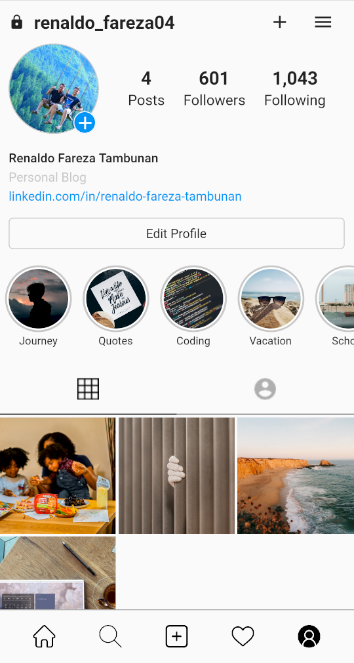 renaldo_fareza04
4 601 1,043
Posts Followers Following
Renaldo Fareza Tambunan
Personal Blog
linkedin.com/in/renaldo-fareza-tambunan
Edit Profile
Journey Quotes Coding Vacation Scho